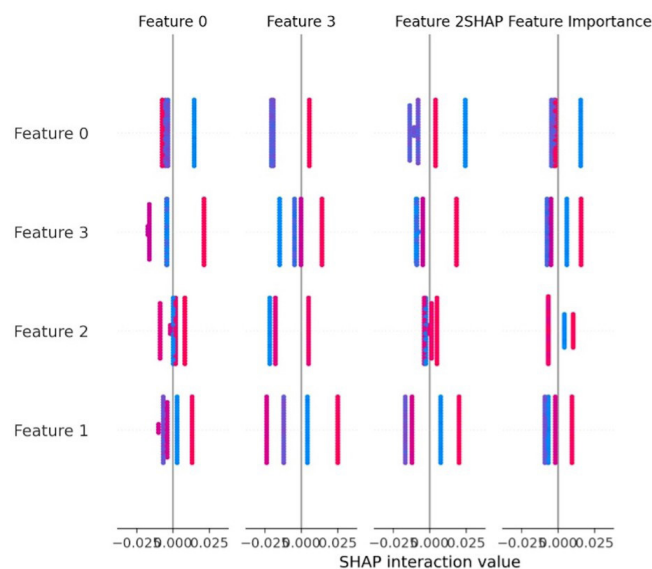 Feature 0 Feature 3 Feature 2SHAP Feature Importance
Feature 0
Feature 3
Feature 2
Feature 1
−0.025 0.000 0.025 −0.025 0.000 0.025 −0.025 0.000 0.025 −0.025 0.000 0.025
SHAP interaction value